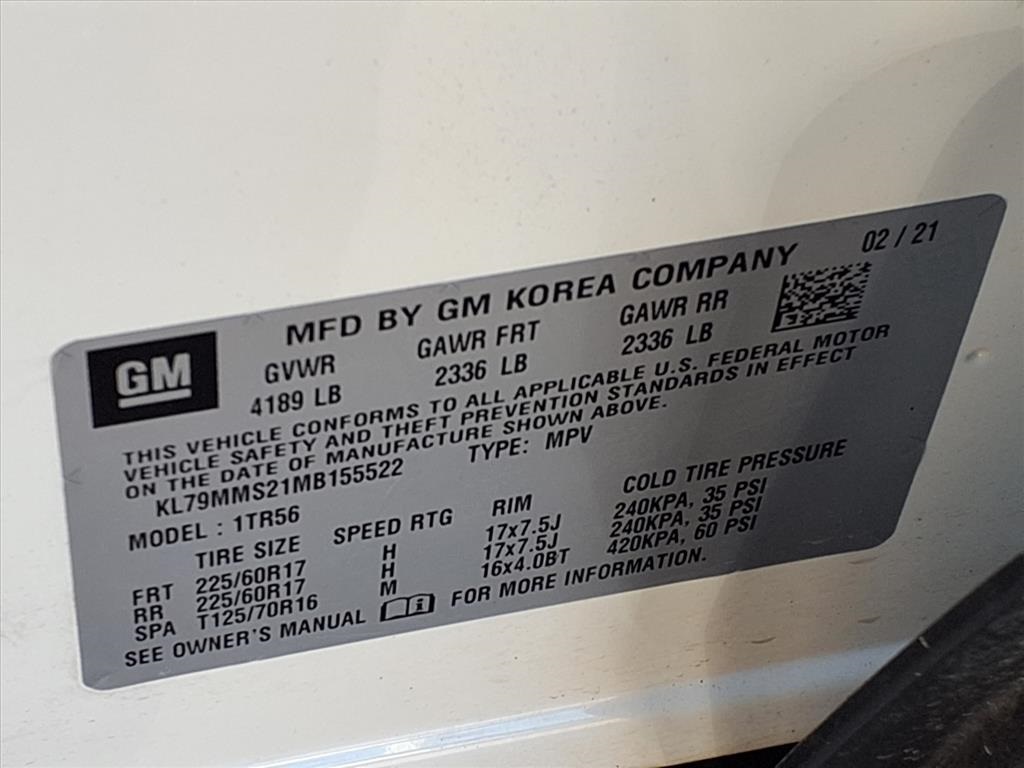 GM
MFD BY GM KOREA COMPANY 02 / 21
GVWR GAWR FRT GAWR RR
4189 LB 2336 LB 2336 LB
THIS VEHICLE CONFORMS TO ALL APPLICABLE U.S. FEDERAL MOTOR
VEHICLE SAFETY AND THEFT PREVENTION STANDARDS IN EFFECT
ON THE DATE OF MANUFACTURE SHOWN ABOVE.
KL79MMS21MB155522 TYPE: MPV
MODEL : 1TR56
TIRE SIZE SPEED RTG RIM COLD TIRE PRESSURE
FRT 225/60R17 H 17x7.5J 240KPA, 35 PSI
RR 225/60R17 H 17x7.5J 240KPA, 35 PSI
SPA T125/70R16 M 16x4.0BT 420KPA, 60 PSI
SEE OWNER'S MANUAL FOR MORE INFORMATION.